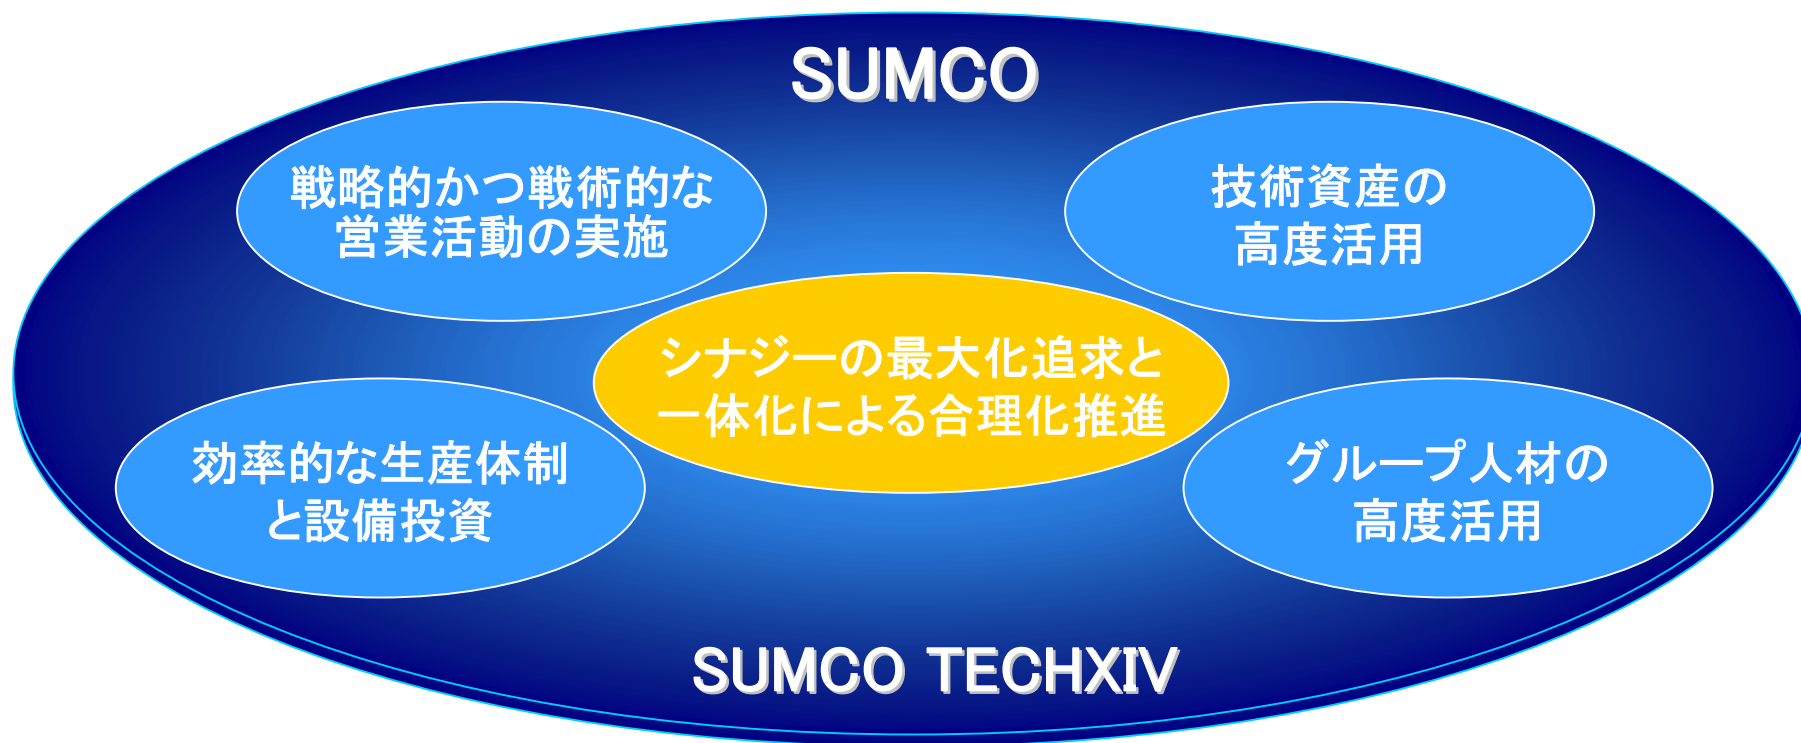 SUMCO
戦略的かつ戦術的な
営業活動の実施
技術資産の
高度活用
シナジーの最大化追求と
一体化による合理化推進
効率的な生産体制
と設備投資
グループ人材の
高度活用
SUMCO TECHXIV